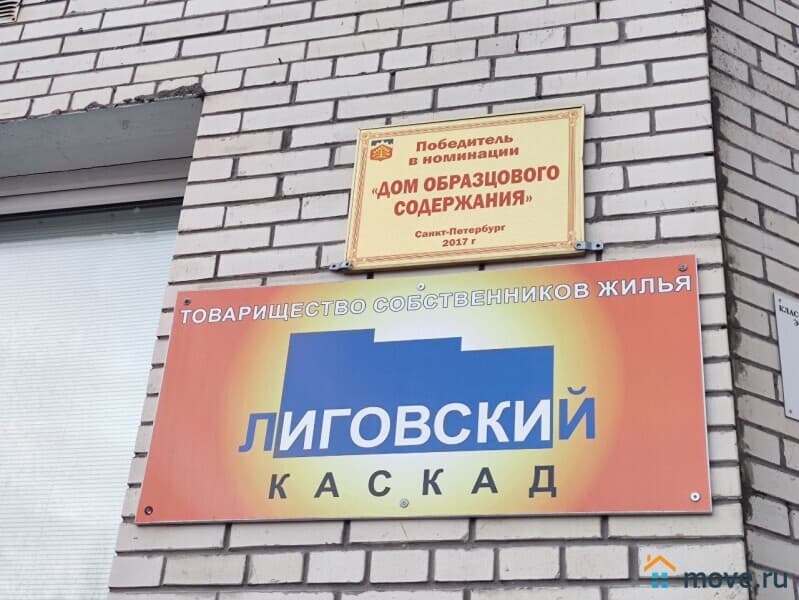 Победитель
в номинации
«ДОМ ОБРАЗЦОВОГО
СОДЕРЖАНИЯ»
Санкт-Петербург
2017 г
ТОВАРИЩЕСТВО СОБСТВЕННИКОВ ЖИЛЬЯ
ЛИГОВСКИЙ
КАСКАД
move.ru